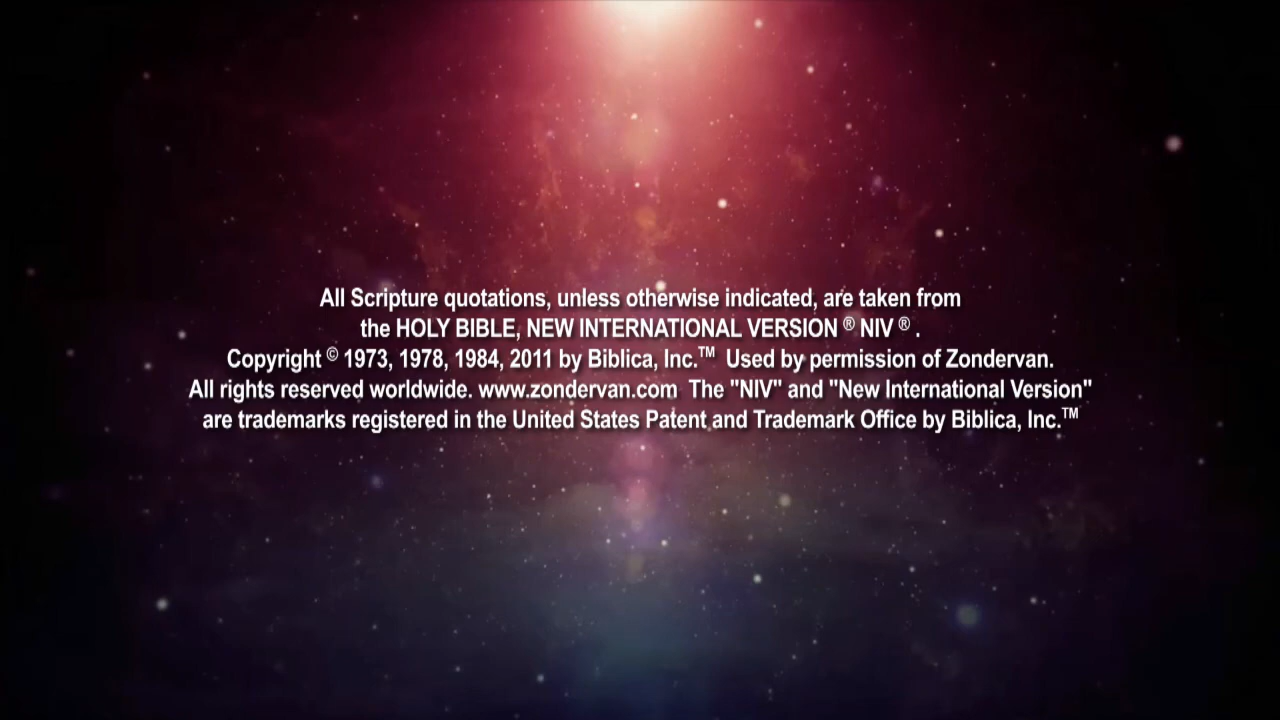 All Scripture quotations, unless otherwise indicated, are taken from
the HOLY BIBLE, NEW INTERNATIONAL VERSION ® NIV ® .
Copyright © 1973, 1978, 1984, 2011 by Biblica, Inc.™ Used by permission of Zondervan.
All rights reserved worldwide. www.zondervan.com The "NIV" and "New International Version"
are trademarks registered in the United States Patent and Trademark Office by Biblica, Inc.™